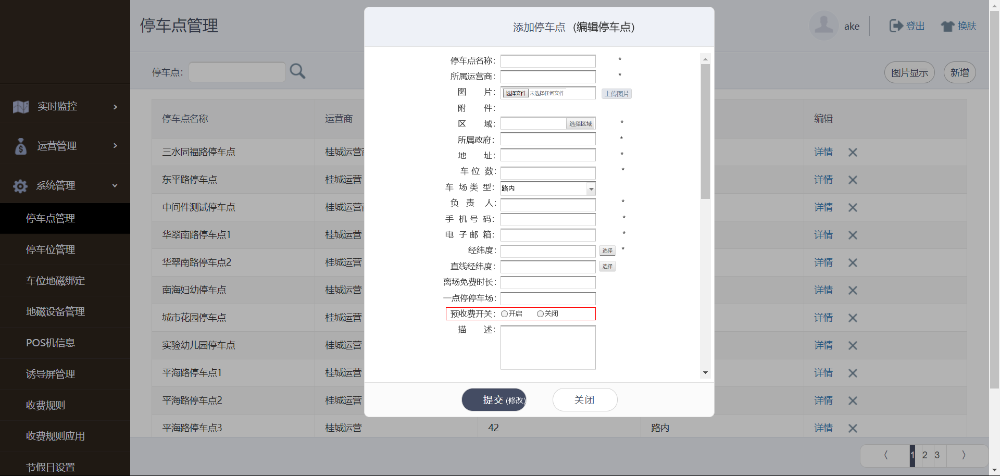 停车点管理
ake
登出
换肤
停车点:
图片显示
新增
实时监控
运营管理
系统管理
停车点管理
停车位管理
车位地磁绑定
地磁设备管理
POS机信息
诱导屏管理
收费规则
收费规则应用
节假日设置
停车点名称
运营商
编辑
三水同福路停车点
桂城运营商
详情
东平路停车点
桂城运营
详情
中间件测试停车点
桂城运营商
详情
华翠南路停车点1
桂城运营
详情
华翠南路停车点2
桂城运营
详情
南海妇幼停车点
桂城运营
详情
城市花园停车点
桂城运营
详情
实验幼儿园停车点
桂城运营
详情
平海路停车点1
桂城运营
详情
平海路停车点2
桂城运营
详情
平海路停车点3
桂城运营
42
路内
详情
1 2 3
添加停车点 (编辑停车点)
停车点名称: *
所属运营商: *
图 片: 选择文件 未选择任何文件 上传图片
附 件:
区 域: 选择区域 *
所属政府: *
地 址: *
车 位 数: *
车 场 类 型: 路内
负 责 人: *
手 机 号 码: *
电 子 邮 箱: *
经纬度: 选择 *
直线经纬度: 选择
离场免费时长:
一点停停车场:
预收费开关: 开启 关闭
描 述:
提交 (修改)
关闭